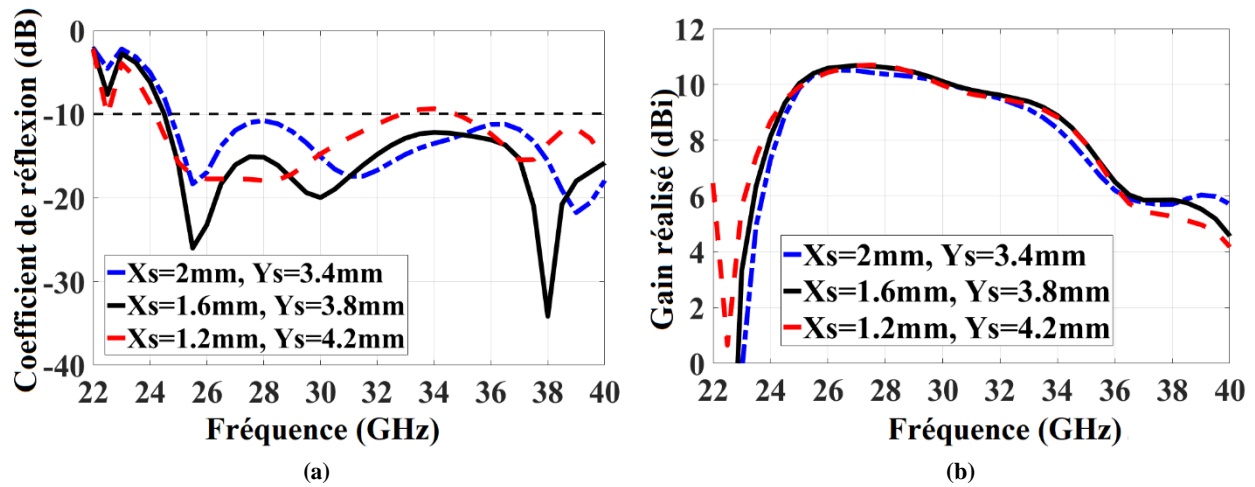 Coefficient de réflexion (dB)
0
-10
-20
-30
-40
Xs=2mm, Ys=3.4mm
Xs=1.6mm, Ys=3.8mm
Xs=1.2mm, Ys=4.2mm
22 24 26 28 30 32 34 36 38 40
Fréquence (GHz)
(a)
Gain réalisé (dBi)
12
10
8
6
4
2
0
Xs=2mm, Ys=3.4mm
Xs=1.6mm, Ys=3.8mm
Xs=1.2mm, Ys=4.2mm
22 24 26 28 30 32 34 36 38 40
Fréquence (GHz)
(b)